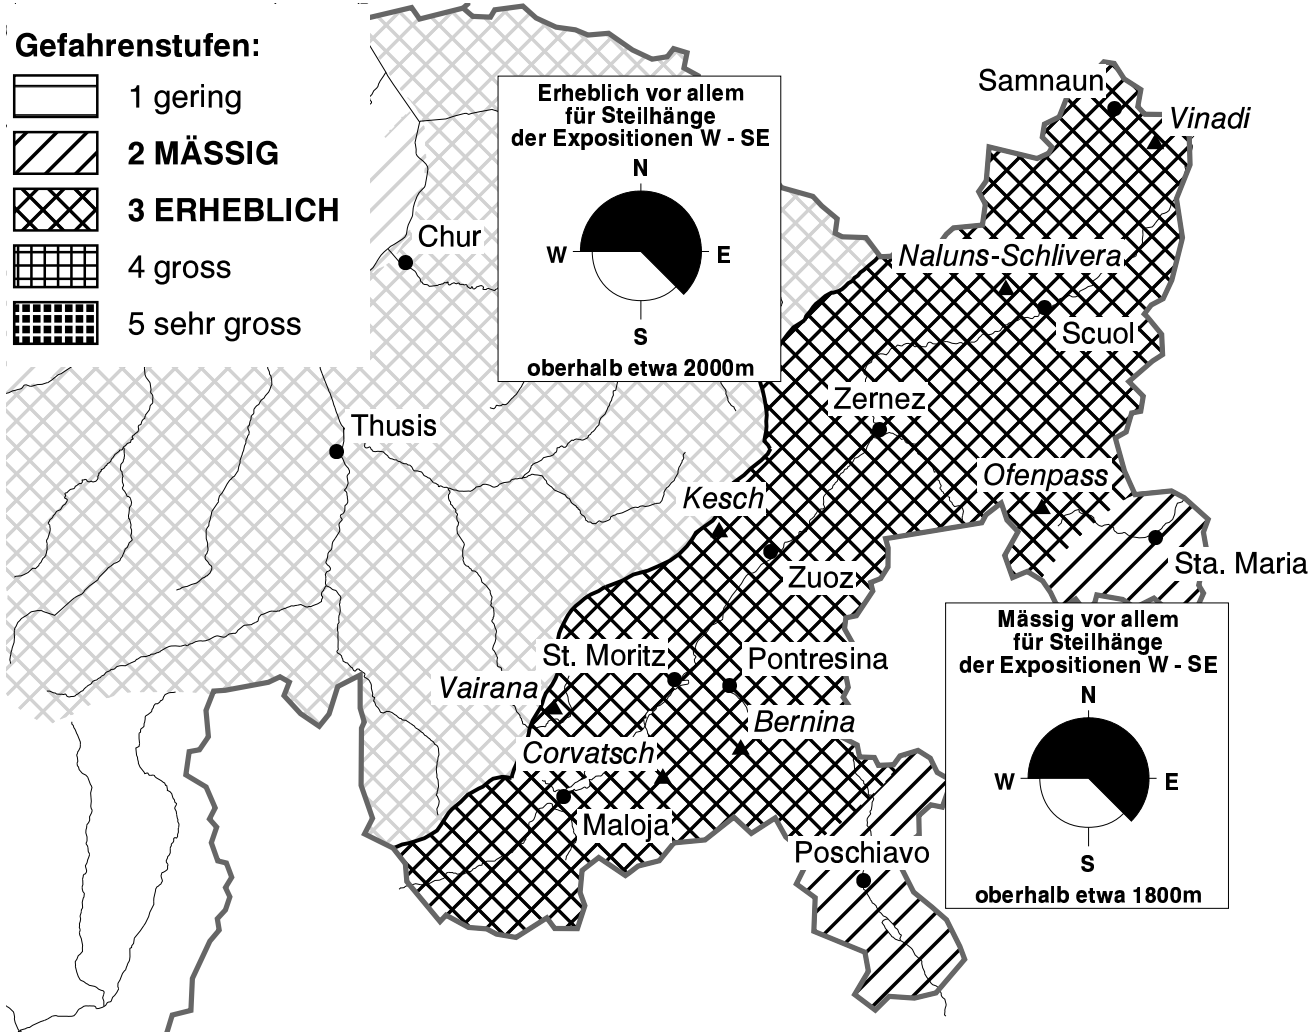 Gefahrenstufen:
1 gering
2 MÄSSIG
3 ERHEBLICH
4 gross
5 sehr gross
Erheblich vor allem
für Steilhänge
der Expositionen W - SE
N
W
E
S
oberhalb etwa 2000m
Samnaun
Vinadi
Chur
Naluns-Schlivera
Scuol
Zernez
Thusis
Ofenpass
Kesch
Sta. Maria
Zuoz
St. Moritz
Pontresina
Vairana
Bernina
Corvatsch
Maloja
Poschiavo
Mässig vor allem
für Steilhänge
der Expositionen W - SE
N
W
E
S
oberhalb etwa 1800m